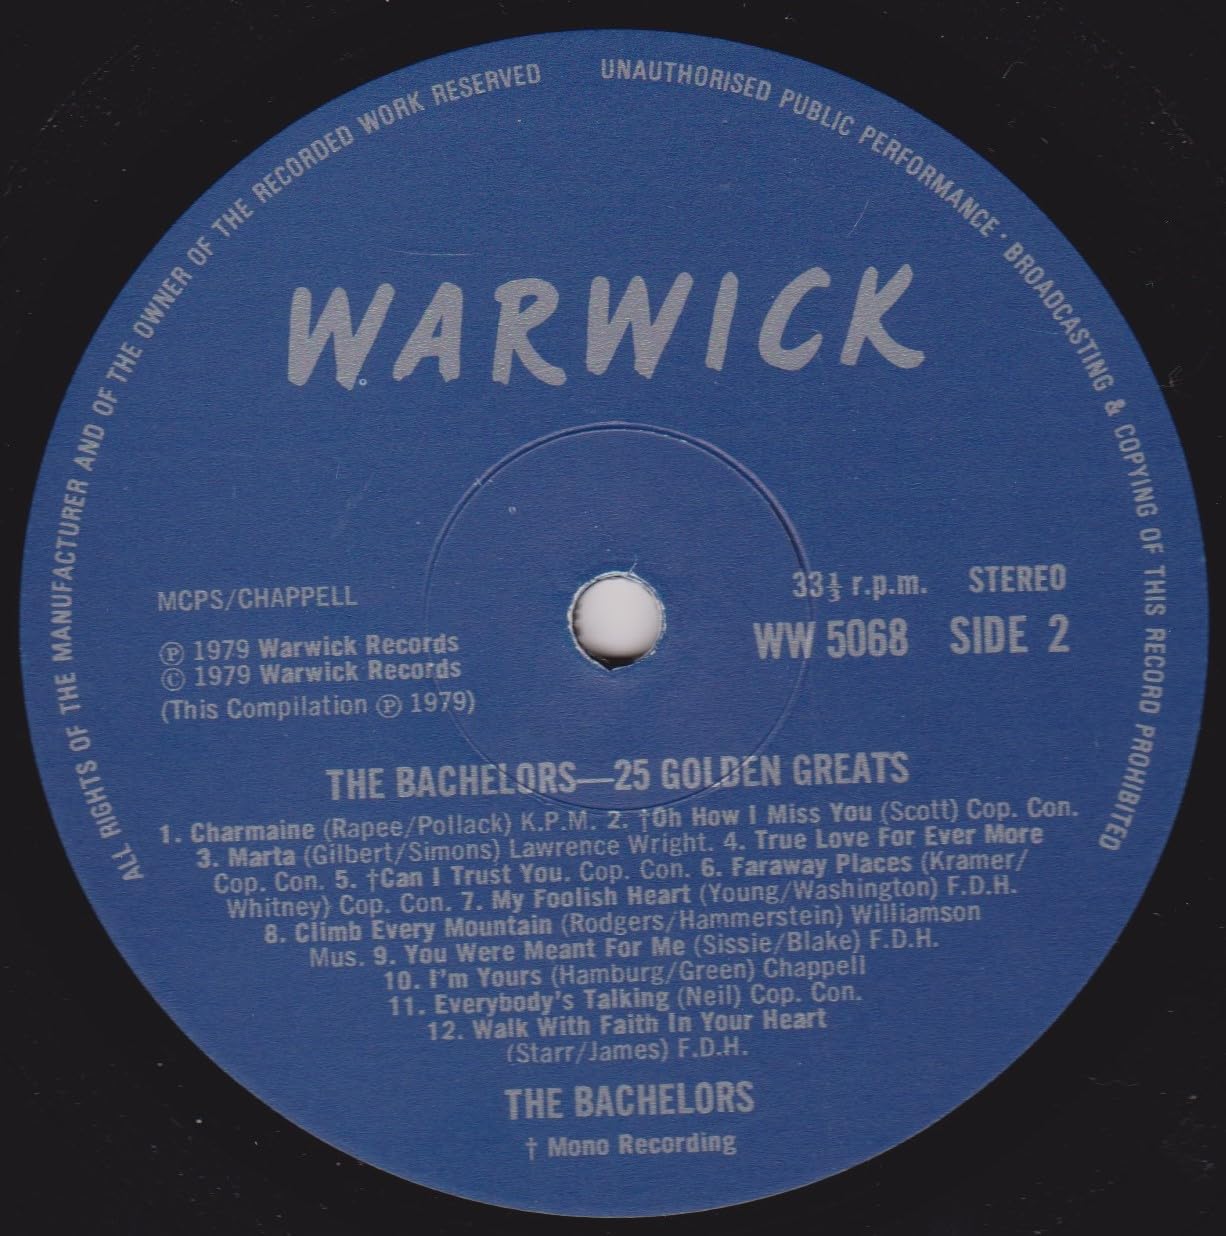 ALL RIGHTS OF THE MANUFACTURER AND OF THE OWNER OF THE RECORDED WORK RESERVED
UNAUTHORISED PUBLIC PERFORMANCE · BROADCASTING & COPYING OF THIS RECORD PROHIBITED
WARWICK
MCPS/CHAPPELL
℗ 1979 Warwick Records
© 1979 Warwick Records
(This Compilation ℗ 1979)
33⅓ r.p.m. STEREO
WW 5068 SIDE 2
THE BACHELORS—25 GOLDEN GREATS
1. Charmaine (Rapee/Pollack) K.P.M. 2. †Oh How I Miss You (Scott) Cop. Con.
3. Marta (Gilbert/Simons) Lawrence Wright. 4. True Love For Ever More
Cop. Con. 5. †Can I Trust You. Cop. Con. 6. Faraway Places (Kramer/
Whitney) Cop. Con. 7. My Foolish Heart (Young/Washington) F.D.H.
8. Climb Every Mountain (Rodgers/Hammerstein) Williamson
Mus. 9. You Were Meant For Me (Sissie/Blake) F.D.H.
10. I'm Yours (Hamburg/Green) Chappell
11. Everybody's Talking (Neil) Cop. Con.
12. Walk With Faith In Your Heart
(Starr/James) F.D.H.
THE BACHELORS
† Mono Recording